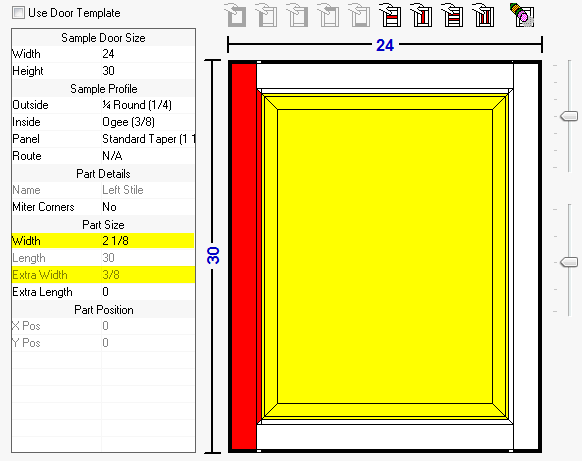 Use Door Template
Sample Door Size
Width 24
Height 30
Sample Profile
Outside ¼ Round (1/4)
Inside Ogee (3/8)
Panel Standard Taper (1 1
Route N/A
Part Details
Name Left Stile
Miter Corners No
Part Size
Width 2 1/8
Length 30
Extra Width 3/8
Extra Length 0
Part Position
X Pos 0
Y Pos 0
24
30